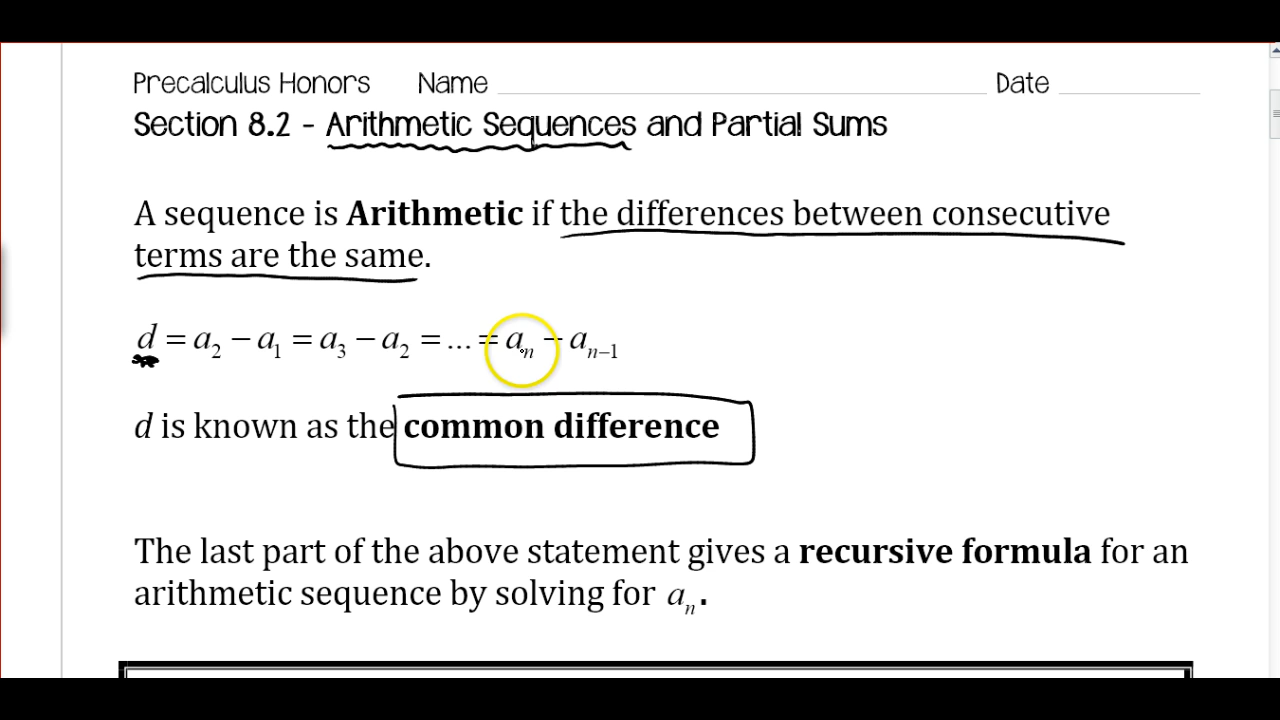 Precalculus Honors Name ____ Date ____
Section 8.2 - Arithmetic Sequences and Partial Sums
A sequence is Arithmetic if the differences between consecutive
terms are the same.
d = a₂ − a₁ = a₃ − a₂ = ... = aₙ − aₙ₋₁
d is known as the common difference
The last part of the above statement gives a recursive formula for an
arithmetic sequence by solving for aₙ.